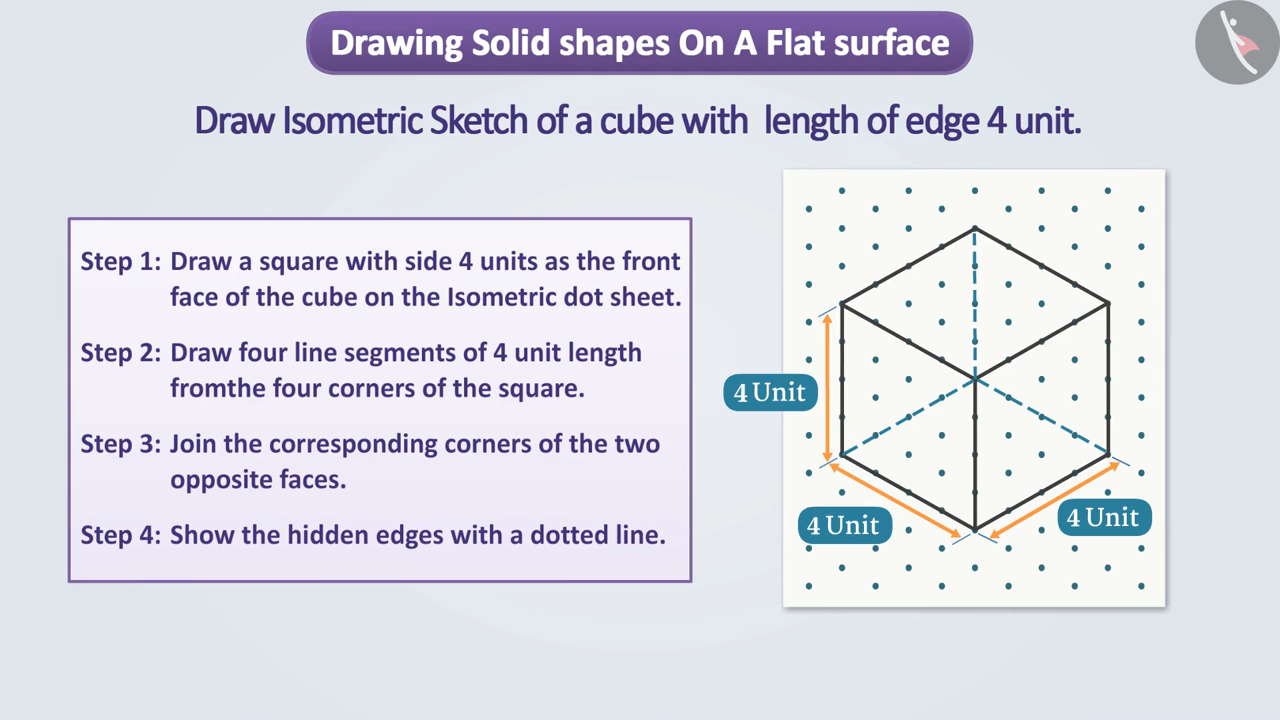 Drawing Solid shapes On A Flat surface
Draw Isometric Sketch of a cube with length of edge 4 unit.
Step 1: Draw a square with side 4 units as the front
face of the cube on the Isometric dot sheet.
Step 2: Draw four line segments of 4 unit length
fromthe four corners of the square.
Step 3: Join the corresponding corners of the two
opposite faces.
Step 4: Show the hidden edges with a dotted line.
4 Unit
4 Unit
4 Unit